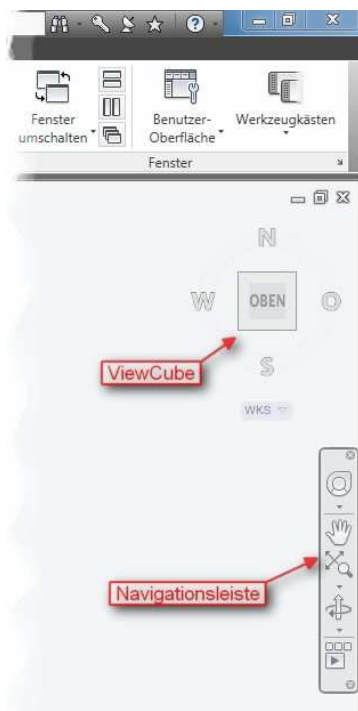 Fenster
umschalten
Benutzer-
Oberfläche
Werkzeugkästen
Fenster
N
W
OBEN
O
S
ViewCube
WKS
Navigationsleiste